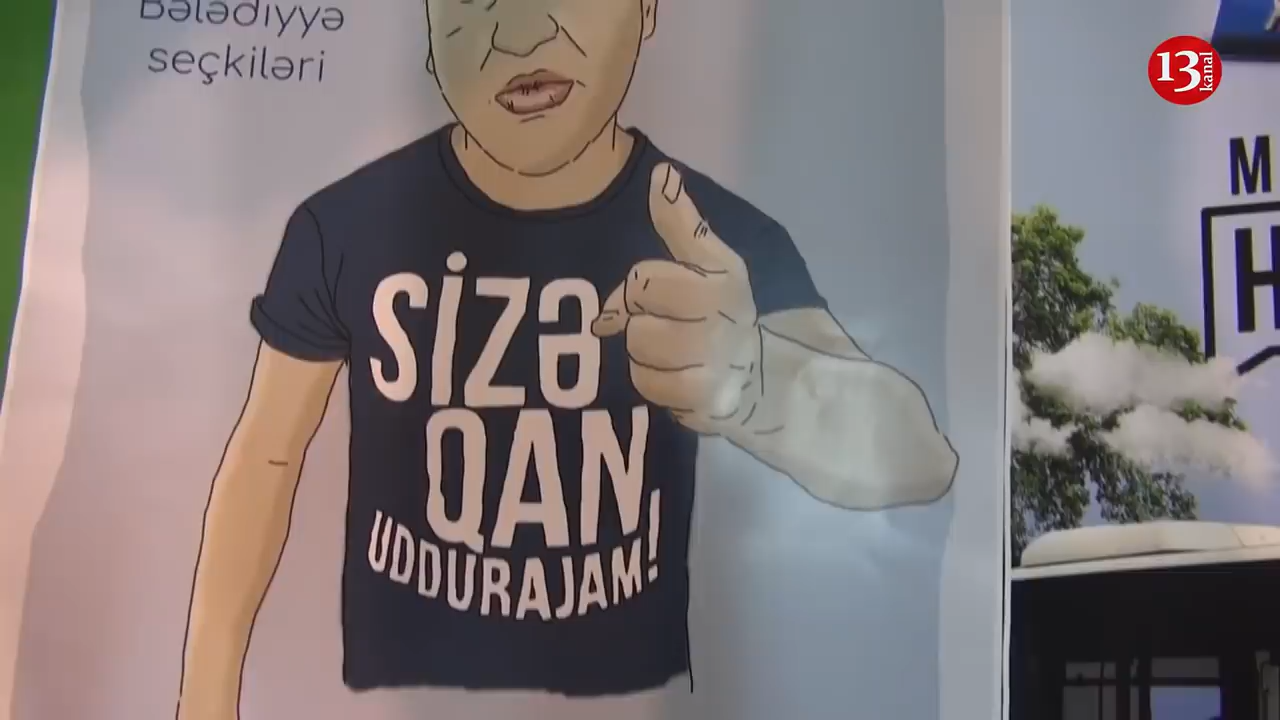 Bələdiyyə
seçkiləri
13
kanal
M
H
SİZƏ
QAN
UDDURAJAM!